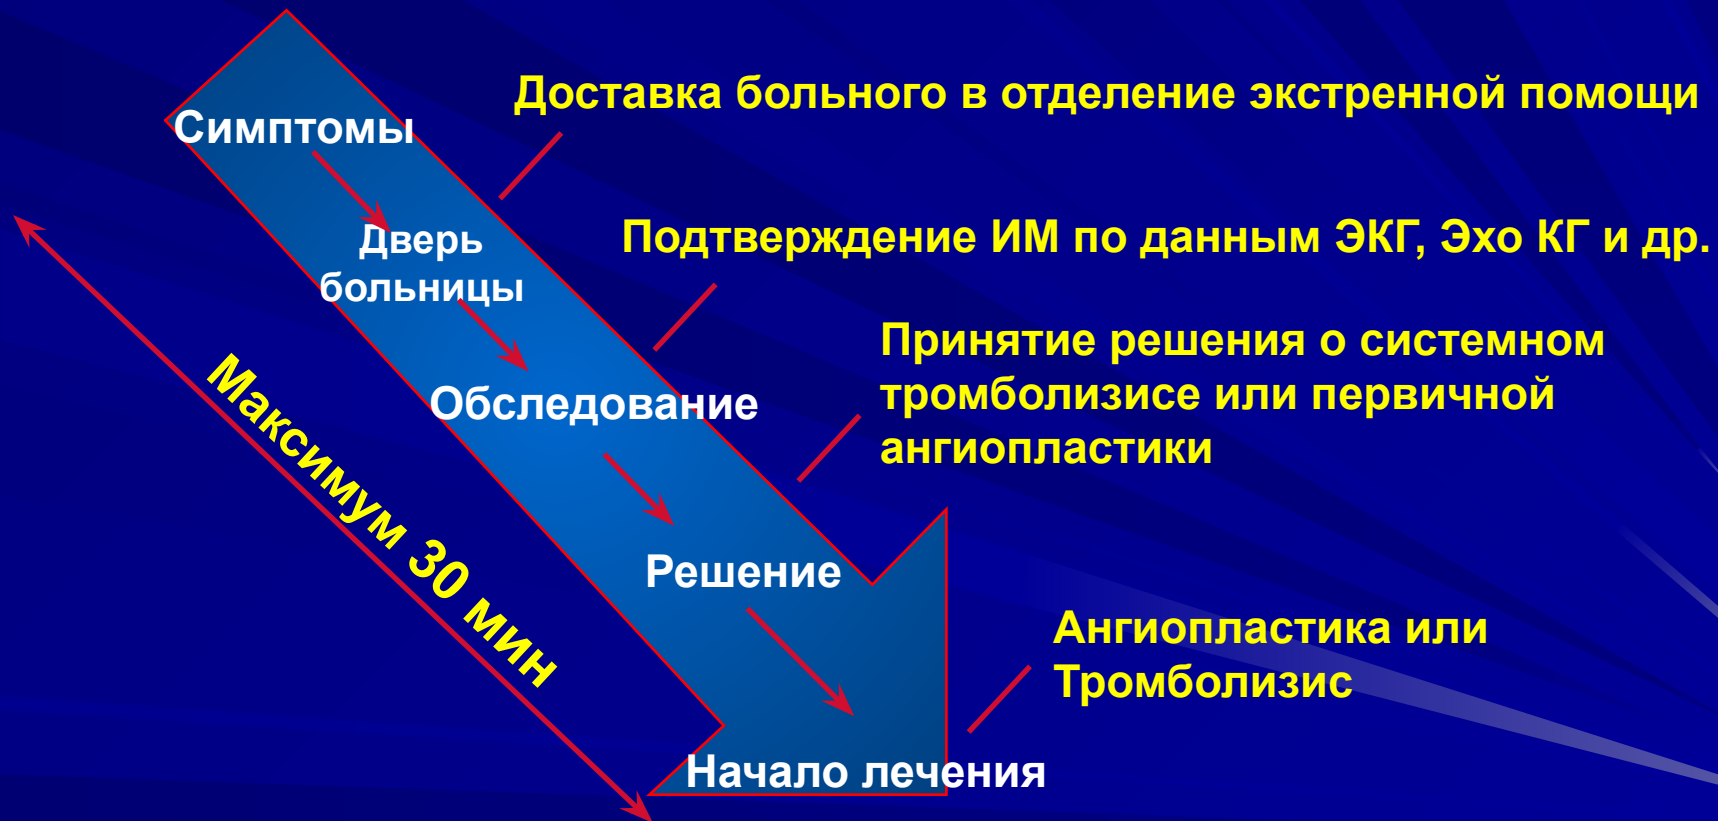 Доставка больного в отделение экстренной помощи
Симптомы
Подтверждение ИМ по данным ЭКГ, Эхо КГ и др.
Дверь
больницы
Принятие решения о системном
тромболизисе или первичной
ангиопластики
Обследование
Максимум 30 мин
Решение
Ангиопластика или
Тромболизис
Начало лечения